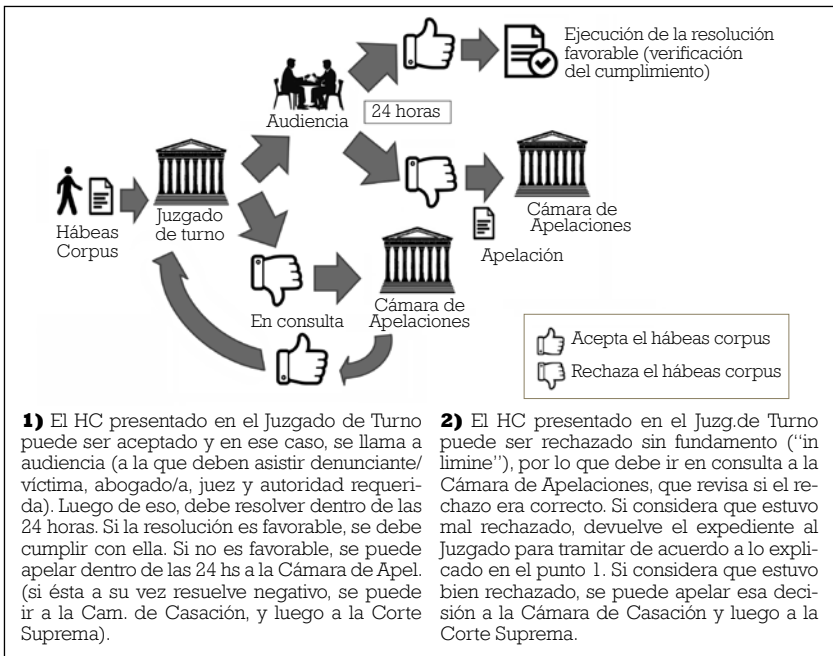 Ejecución de la resolución
favorable (verificación
del cumplimiento)
Audiencia
24 horas
Hábeas
Corpus
Juzgado
de turno
Cámara de
Apelaciones
Apelación
En consulta
Cámara de
Apelaciones
Acepta el hábeas corpus
Rechaza el hábeas corpus
1) El HC presentado en el Juzgado de Turno
puede ser aceptado y en ese caso, se llama a
audiencia (a la que deben asistir denunciante/
víctima, abogado/a, juez y autoridad requeri-
da). Luego de eso, debe resolver dentro de las
24 horas. Si la resolución es favorable, se debe
cumplir con ella. Si no es favorable, se puede
apelar dentro de las 24 hs a la Cámara de Apel.
(si ésta a su vez resuelve negativo, se puede
ir a la Cam. de Casación, y luego a la Corte
Suprema).
2) El HC presentado en el Juzg.de Turno
puede ser rechazado sin fundamento (“in
limine”), por lo que debe ir en consulta a la
Cámara de Apelaciones, que revisa si el re-
chazo era correcto. Si considera que estuvo
mal rechazado, devuelve el expediente al
Juzgado para tramitar de acuerdo a lo expli-
cado en el punto 1. Si considera que estuvo
bien rechazado, se puede apelar esa deci-
sión a la Cámara de Casación y luego a la
Corte Suprema.